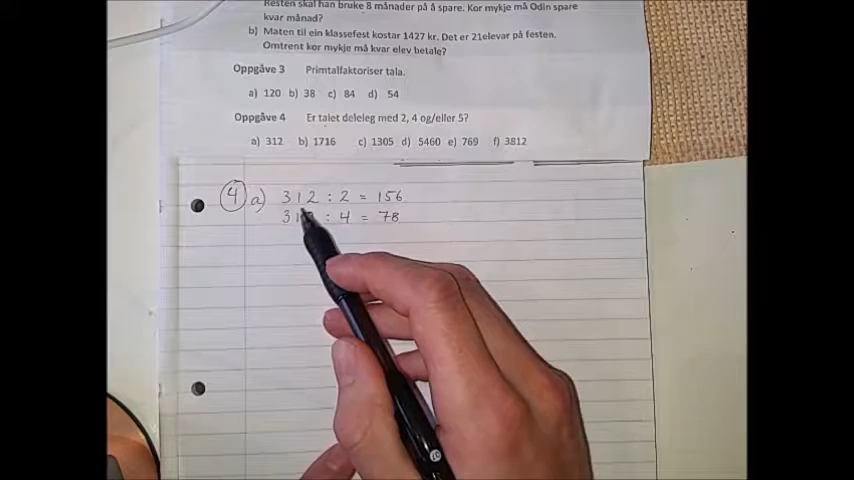 Resten skal han bruke 8 månader på å spare. Kor mykje må Odin spare
kvar månad?
b) Maten til ein klassefest kostar 1427 kr. Det er 21elevar på festen.
Omtrent kor mykje må kvar elev betale?
Oppgåve 3 Primtalfaktoriser tala.
a) 120 b) 38 c) 84 d) 54
Oppgåve 4 Er talet deleleg med 2, 4 og/eller 5?
a) 312 b) 1716 c) 1305 d) 5460 e) 769 f) 3812
4 a) 312 : 2 = 156
312 : 4 = 78